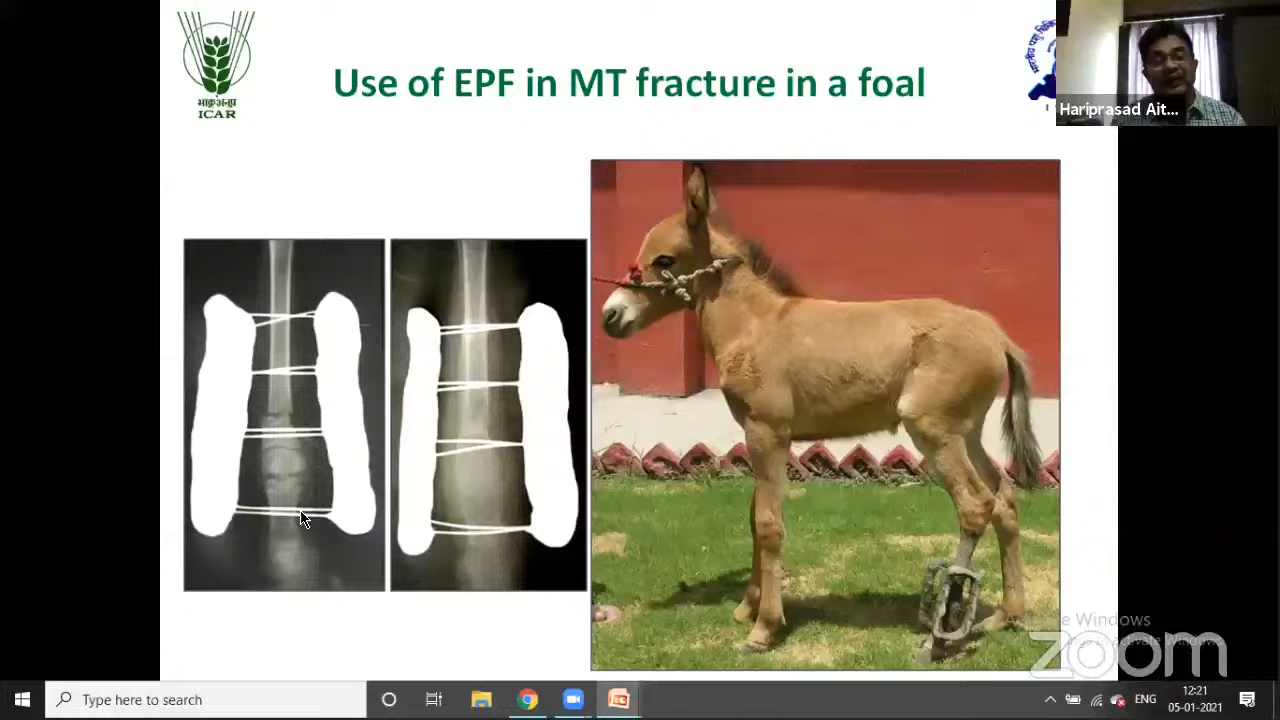 भाकृअनुप
ICAR
Use of EPF in MT fracture in a foal
Hariprasad Ait...
zoom
Type here to search
ENG
12:21
05-01-2021